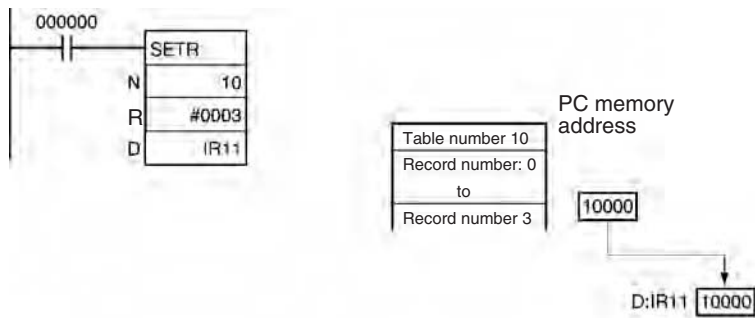 000000
SETR
N 10
R #0003
D IR11
PC memory
address
Table number 10
Record number: 0
to
Record number 3
10000
D:IR11 10000